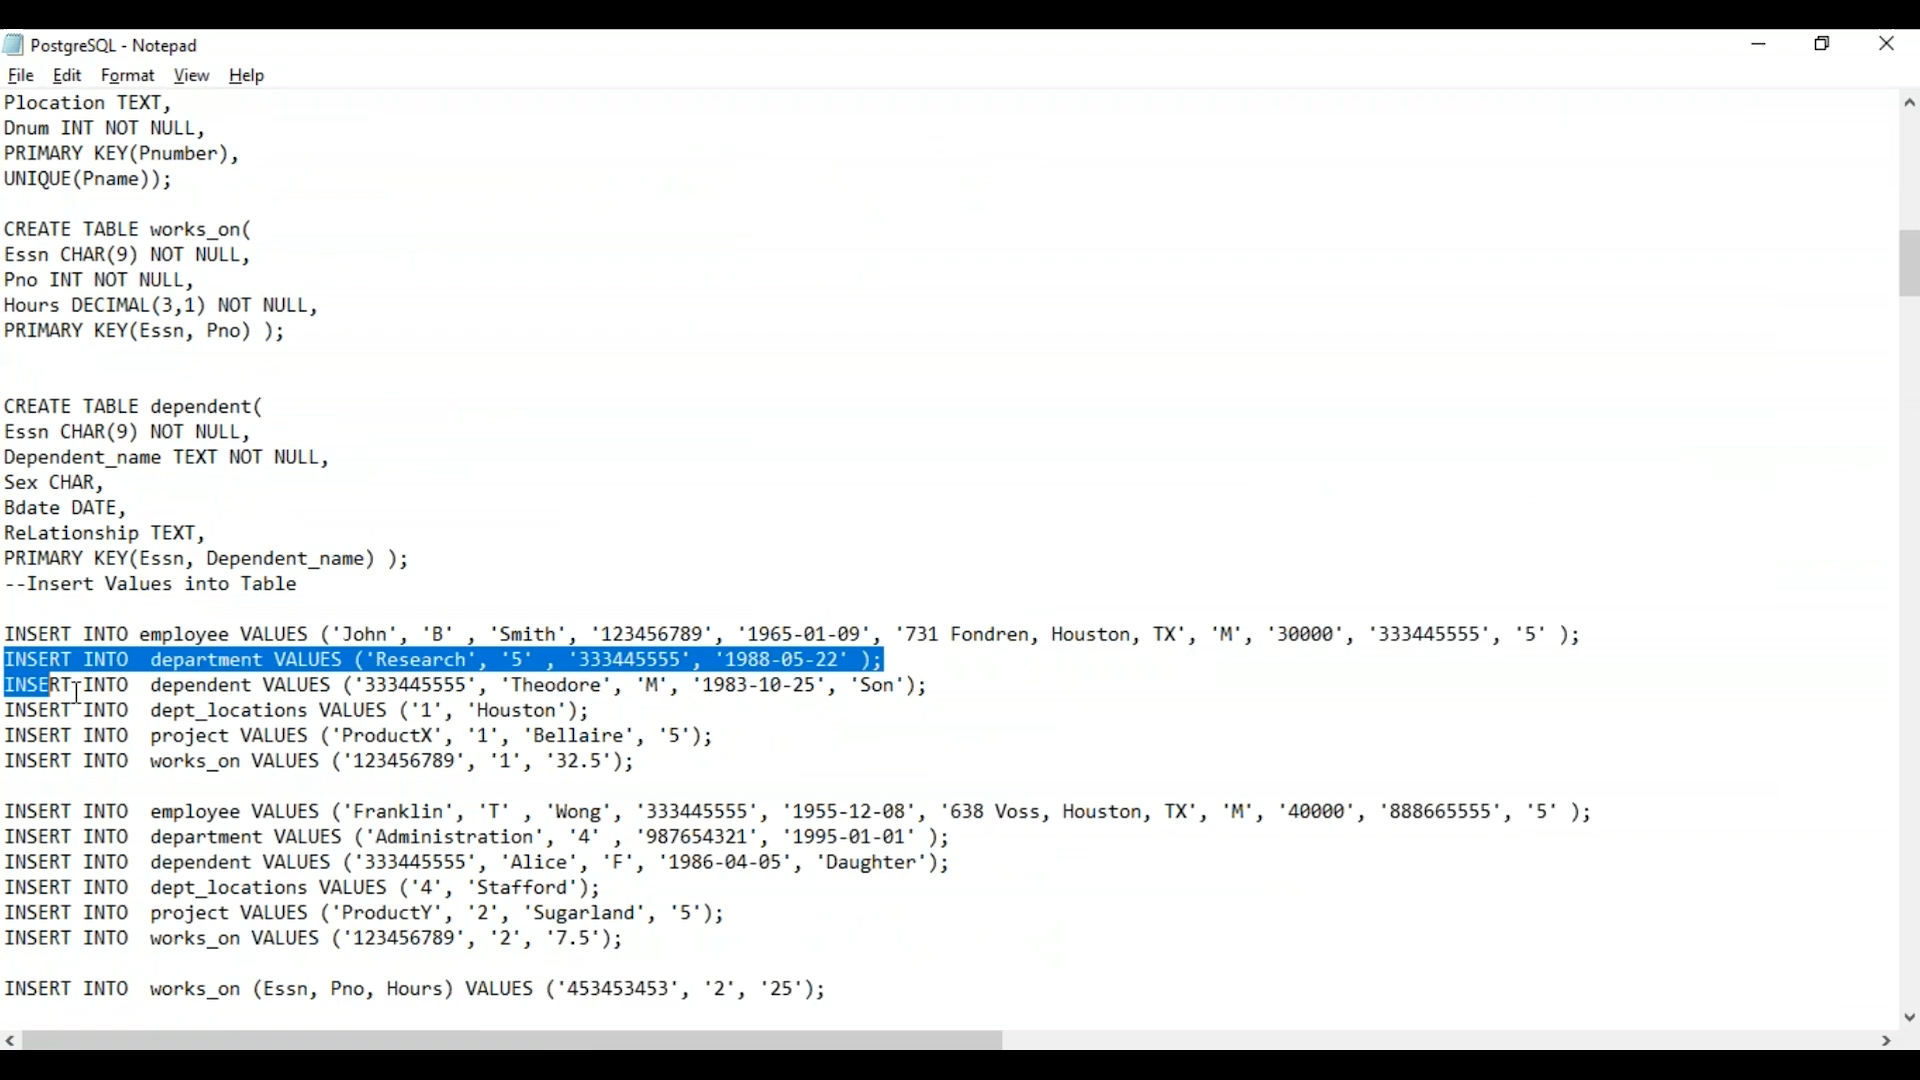 PostgreSQL - Notepad
File Edit Format View Help
Plocation TEXT,
Dnum INT NOT NULL,
PRIMARY KEY(Pnumber),
UNIQUE(Pname));
CREATE TABLE works_on(
Essn CHAR(9) NOT NULL,
Pno INT NOT NULL,
Hours DECIMAL(3,1) NOT NULL,
PRIMARY KEY(Essn, Pno) );
CREATE TABLE dependent(
Essn CHAR(9) NOT NULL,
Dependent_name TEXT NOT NULL,
Sex CHAR,
Bdate DATE,
ReLationship TEXT,
PRIMARY KEY(Essn, Dependent_name) );
--Insert Values into Table
INSERT INTO employee VALUES ('John', 'B' , 'Smith', '123456789', '1965-01-09', '731 Fondren, Houston, TX', 'M', '30000', '333445555', '5' );
INSERT INTO  department VALUES ('Research', '5' , '333445555', '1988-05-22' );
INSERT INTO  dependent VALUES ('333445555', 'Theodore', 'M', '1983-10-25', 'Son');
INSERT INTO  dept_locations VALUES ('1', 'Houston');
INSERT INTO  project VALUES ('ProductX', '1', 'Bellaire', '5');
INSERT INTO  works_on VALUES ('123456789', '1', '32.5');
INSERT INTO  employee VALUES ('Franklin', 'T' , 'Wong', '333445555', '1955-12-08', '638 Voss, Houston, TX', 'M', '40000', '888665555', '5' );
INSERT INTO  department VALUES ('Administration', '4' , '987654321', '1995-01-01' );
INSERT INTO  dependent VALUES ('333445555', 'Alice', 'F', '1986-04-05', 'Daughter');
INSERT INTO  dept_locations VALUES ('4', 'Stafford');
INSERT INTO  project VALUES ('ProductY', '2', 'Sugarland', '5');
INSERT INTO  works_on VALUES ('123456789', '2', '7.5');
INSERT INTO  works_on (Essn, Pno, Hours) VALUES ('453453453', '2', '25');